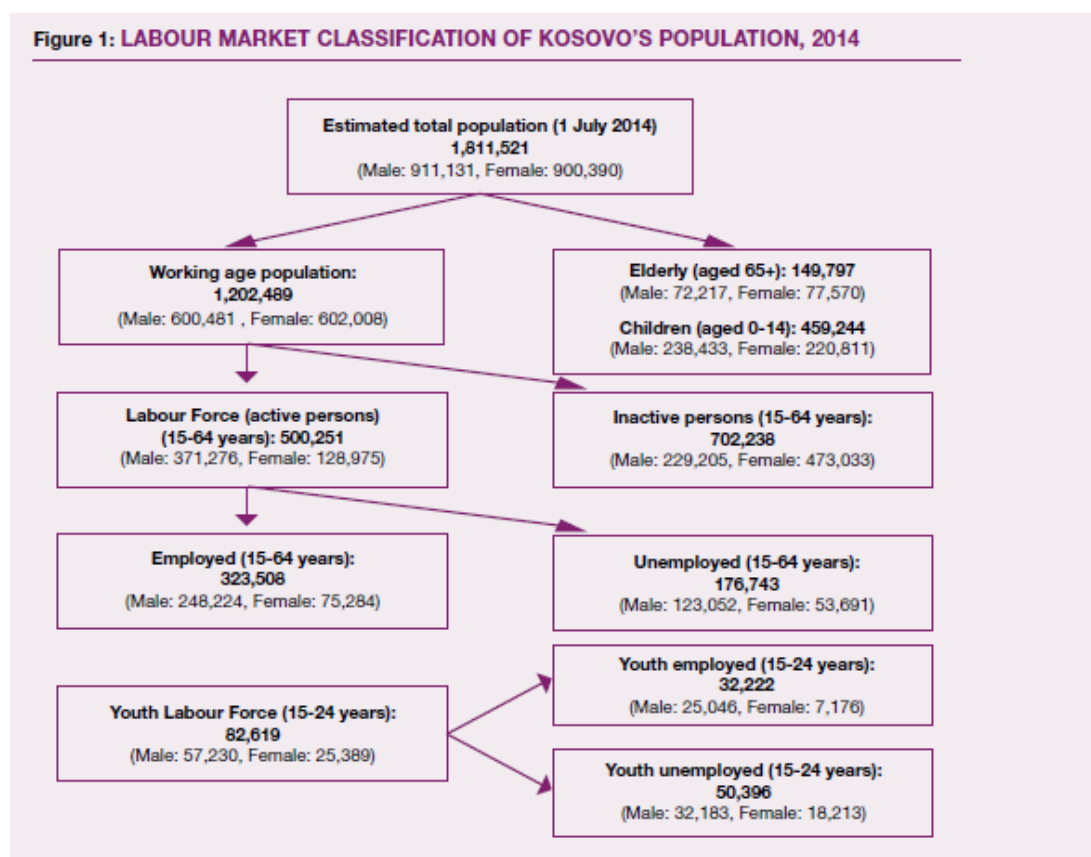 Figure 1: LABOUR MARKET CLASSIFICATION OF KOSOVO'S POPULATION, 2014
Estimated total population (1 July 2014)
1,811,521
(Male: 911,131, Female: 900,390)
Working age population:
1,202,489
(Male: 600,481 , Female: 602,008)
Elderly (aged 65+): 149,797
(Male: 72,217, Female: 77,570)
Children (aged 0-14): 459,244
(Male: 238,433, Female: 220,811)
Labour Force (active persons)
(15-64 years): 500,251
(Male: 371,276, Female: 128,975)
Inactive persons (15-64 years):
702,238
(Male: 229,205, Female: 473,033)
Employed (15-64 years):
323,508
(Male: 248,224, Female: 75,284)
Unemployed (15-64 years):
176,743
(Male: 123,052, Female: 53,691)
Youth Labour Force (15-24 years):
82,619
(Male: 57,230, Female: 25,389)
Youth employed (15-24 years):
32,222
(Male: 25,046, Female: 7,176)
Youth unemployed (15-24 years):
50,396
(Male: 32,183, Female: 18,213)